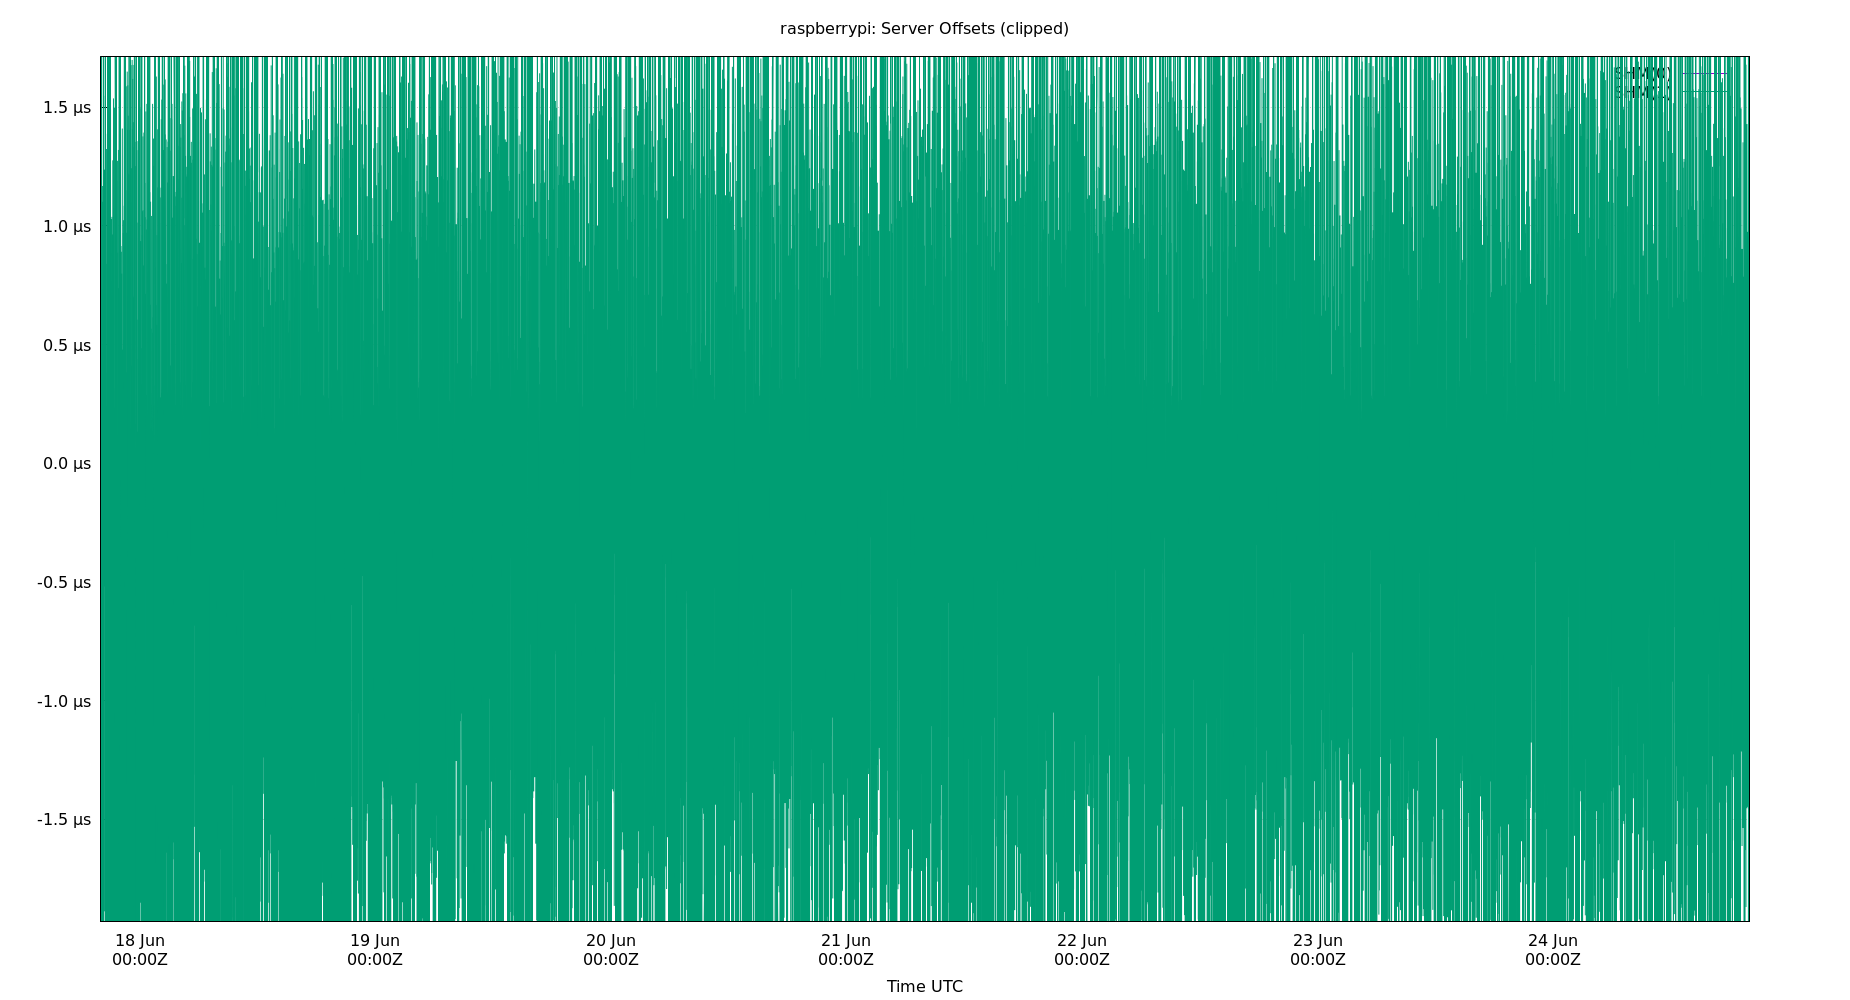 raspberrypi: Server Offsets (clipped)
SHM(0)
1.5 µs
1.0 µs
0.5 µs
0.0 µs
-0.5 µs
-1.0 µs
-1.5 µs
18 Jun 19 Jun 20 Jun 21 Jun 22 Jun 23 Jun 24 Jun
00:00Z 00:00Z 00:00Z 00:00Z 00:00Z 00:00Z 00:00Z
Time UTC